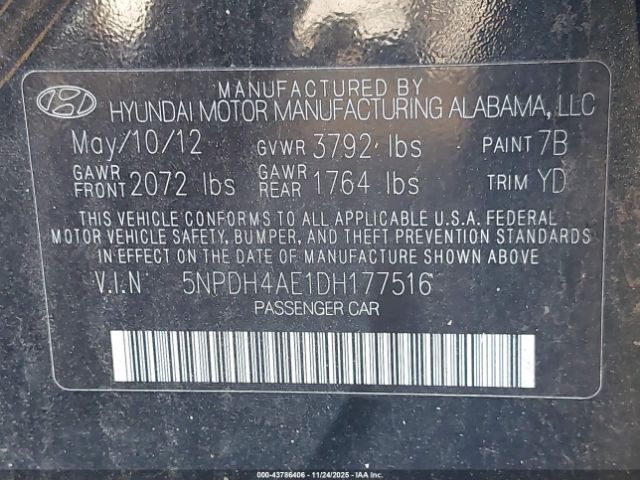 MANUFACTURED BY
HYUNDAI MOTOR MANUFACTURING ALABAMA, LLC
May/10/12 GVWR 3792 lbs PAINT 7B
GAWR FRONT 2072 lbs GAWR REAR 1764 lbs TRIM YD
THIS VEHICLE CONFORMS TO ALL APPLICABLE U.S.A. FEDERAL
MOTOR VEHICLE SAFETY, BUMPER, AND THEFT PREVENTION STANDARDS
IN EFFECT ON THE DATE OF MANUFACTURE SHOWN ABOVE.
V.I.N 5NPDH4AE1DH177516
PASSENGER CAR
000-43786406 - 11/24/2025 - IAA Inc.